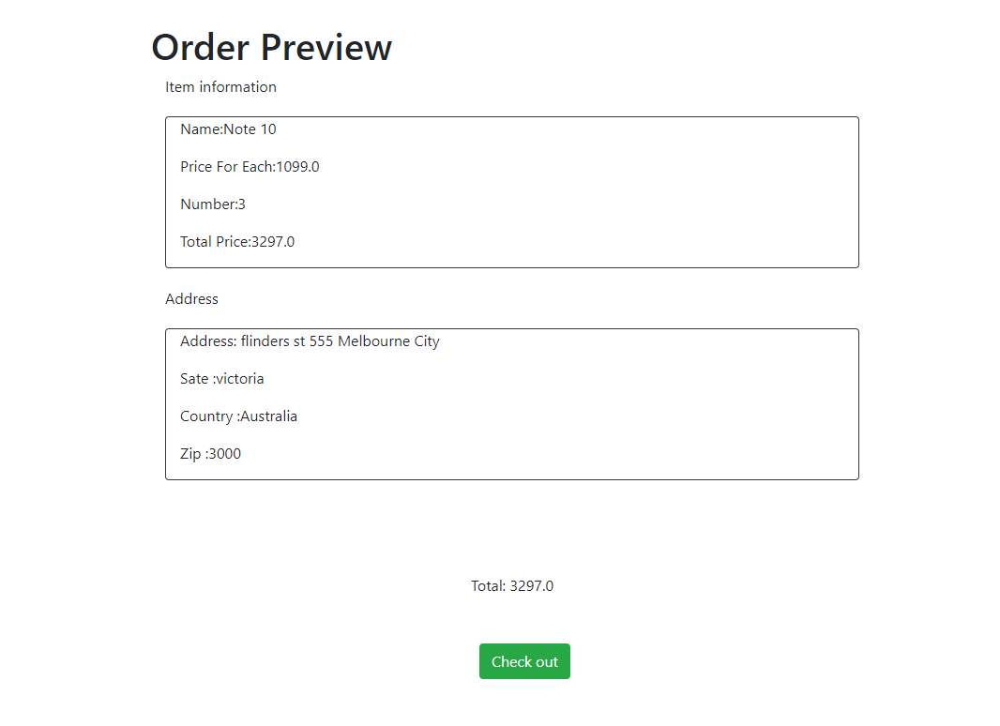 Order Preview
Item information
Name:Note 10
Price For Each:1099.0
Number:3
Total Price:3297.0
Address
Address: flinders st 555 Melbourne City
Sate :victoria
Country :Australia
Zip :3000
Total: 3297.0
Check out